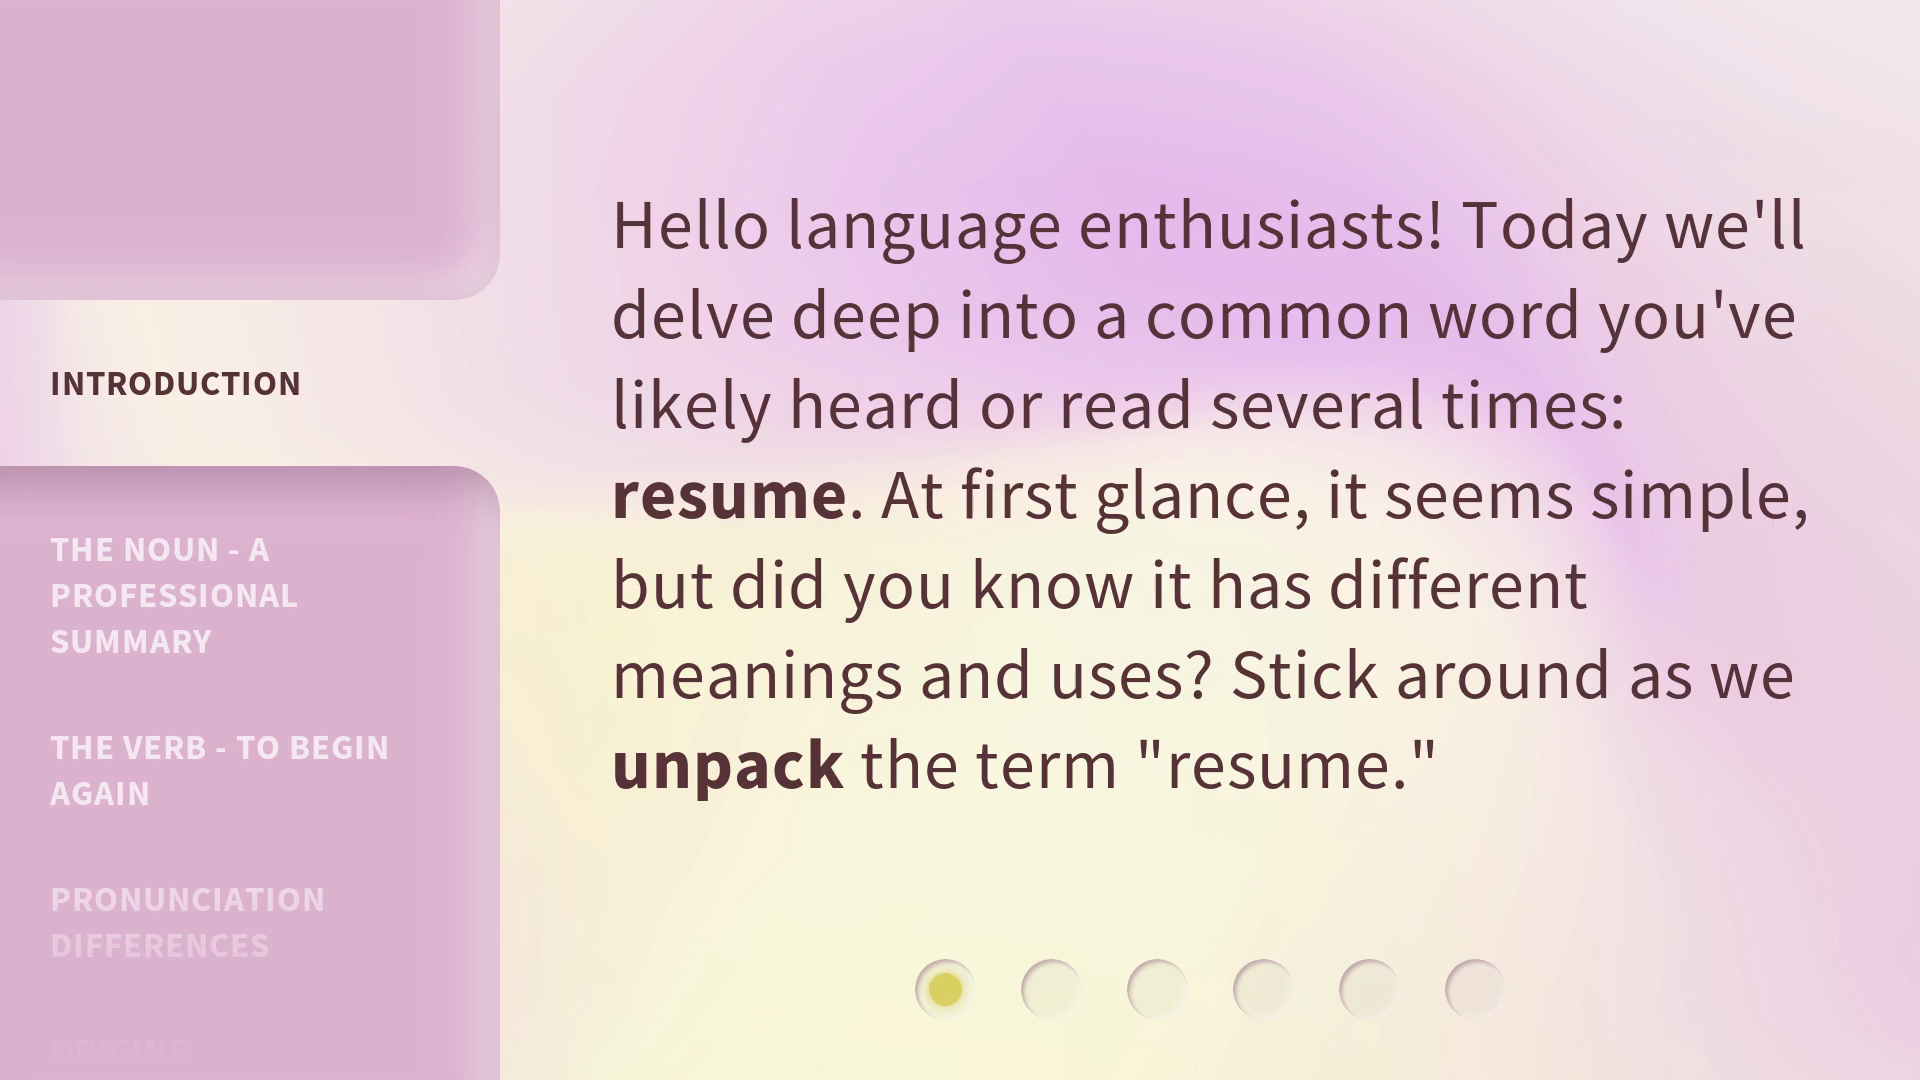 INTRODUCTION
THE NOUN - A
PROFESSIONAL
SUMMARY
THE VERB - TO BEGIN
AGAIN
PRONUNCIATION
DIFFERENCES
ORIGINS
Hello language enthusiasts! Today we'll
delve deep into a common word you've
likely heard or read several times:
resume. At first glance, it seems simple,
but did you know it has different
meanings and uses? Stick around as we
unpack the term "resume."